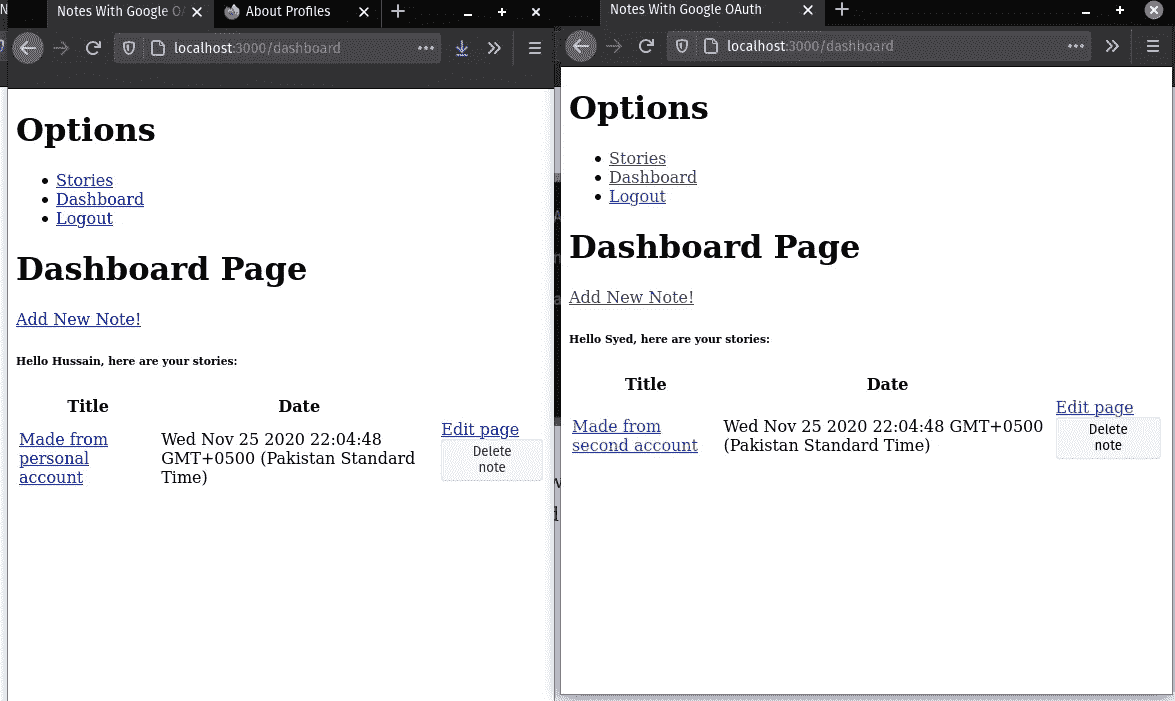 Notes With Google O
About Profiles
localhost:3000/dashboard
Options
Stories
Dashboard
Logout
Dashboard Page
Add New Note!
Hello Hussain, here are your stories:
Title
Date
Made from
personal
account
Wed Nov 25 2020 22:04:48
GMT+0500 (Pakistan Standard
Time)
Edit page
Delete
note
Notes With Google OAuth
localhost:3000/dashboard
Options
Stories
Dashboard
Logout
Dashboard Page
Add New Note!
Hello Syed, here are your stories:
Title
Date
Made from
second account
Wed Nov 25 2020 22:04:48 GMT+0500
(Pakistan Standard Time)
Edit page
Delete
note